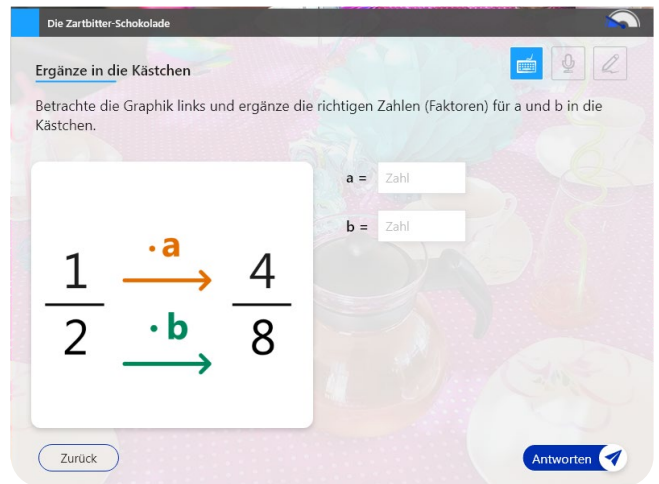 Die Zartbitter-Schokolade
Ergänze in die Kästchen
Betrachte die Graphik links und ergänze die richtigen Zahlen (Faktoren) für a und b in die
Kästchen.
a = Zahl
b = Zahl
· a
1 4
2 8
· b
Zurück
Antworten